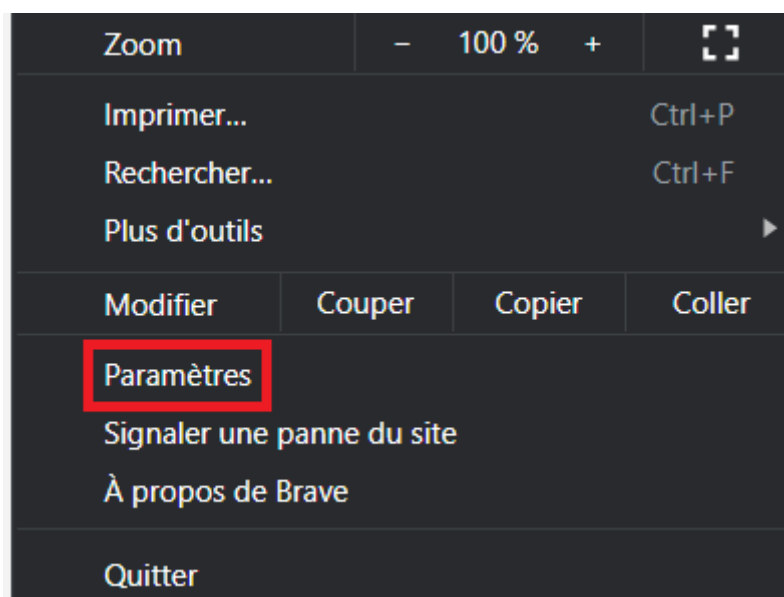 Zoom – 100 % +
Imprimer... Ctrl+P
Rechercher... Ctrl+F
Plus d'outils
Modifier Couper Copier Coller
Paramètres
Signaler une panne du site
À propos de Brave
Quitter